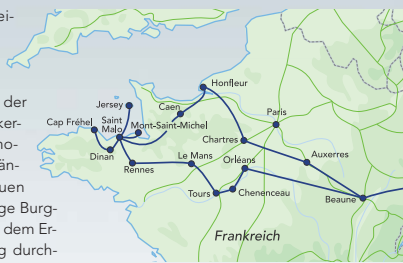 ei-
der
ker-
no-
än-
uen
ge Burg-
dem Er-
g durch-
Honfleur
Jersey
Caen
Paris
Cap Fréhel
Saint
Malo
Mont-Saint-Michel
Chartres
Dinan
Rennes
Le Mans
Orléans
Auxerres
Tours
Chenenceau
Beaune
Frankreich